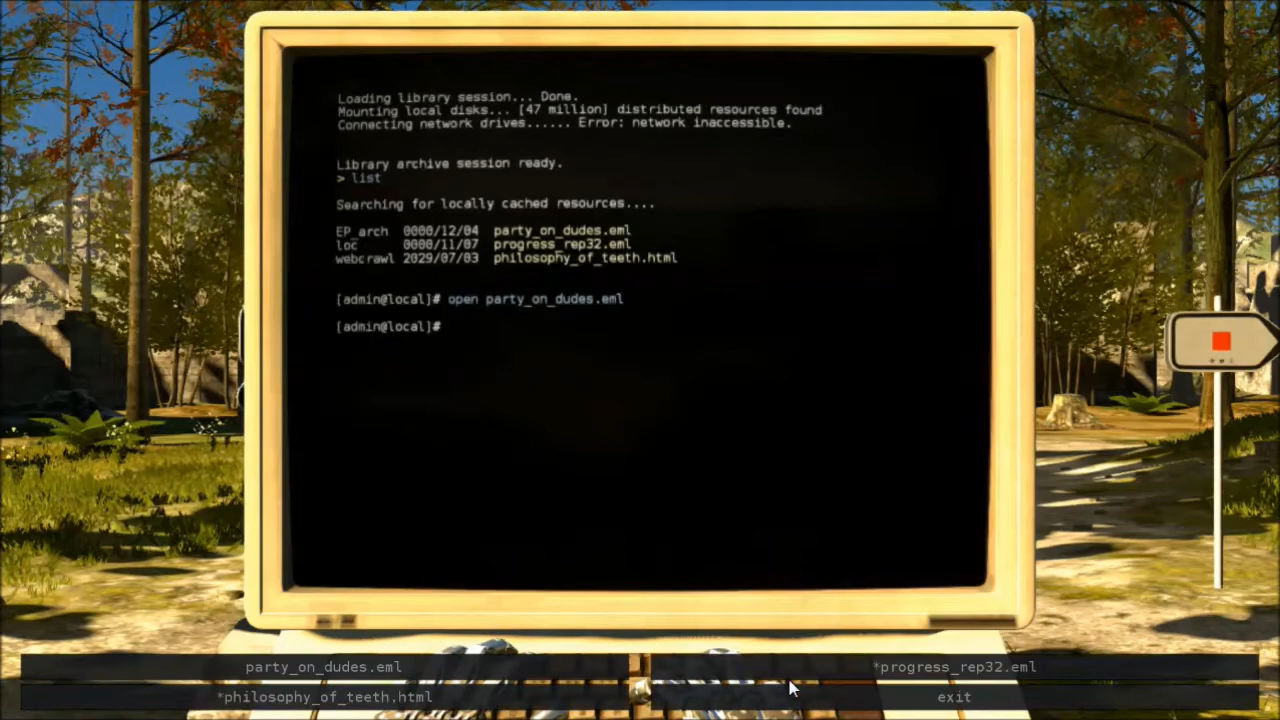 Loading library session... Done.
Mounting local disks... [47 million] distributed resources found
Connecting network drives...... Error: network inaccessible.
Library archive session ready.
> list
Searching for locally cached resources....
EP_arch 0000/12/04 party_on_dudes.eml
loc 0000/11/07 progress_rep32.eml
webcrawl 2029/07/03 philosophy_of_teeth.html
[admin@local]# open party_on_dudes.eml
[admin@local]#
party_on_dudes.eml
*progress_rep32.eml
*philosophy_of_teeth.html
exit